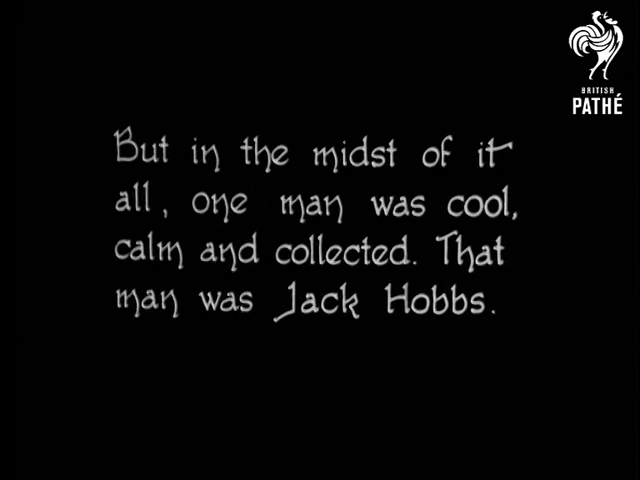 BRITISH
PATHÉ
But in the midst of it
all, one man was cool,
calm and collected. That
man was Jack Hobbs.